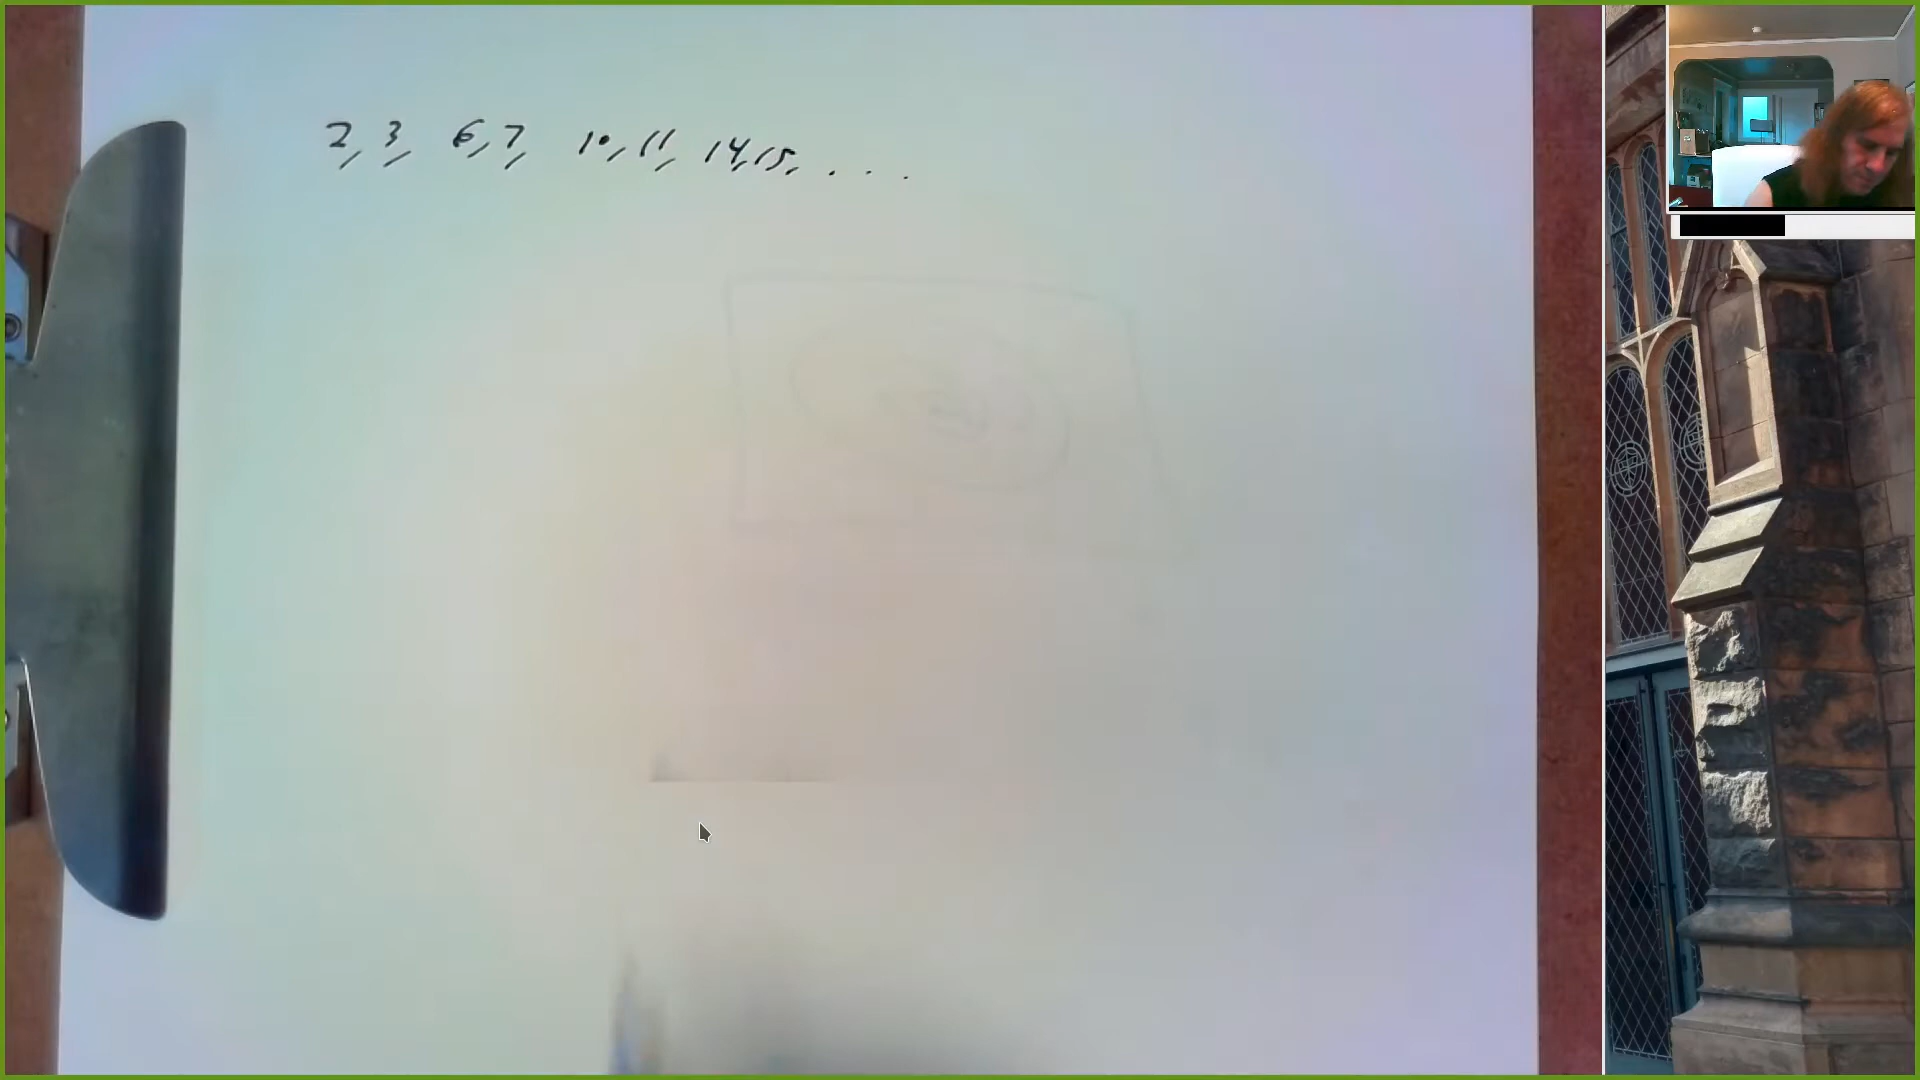 2, 3, 6, 7, 10, 11, 14, 15, . . .